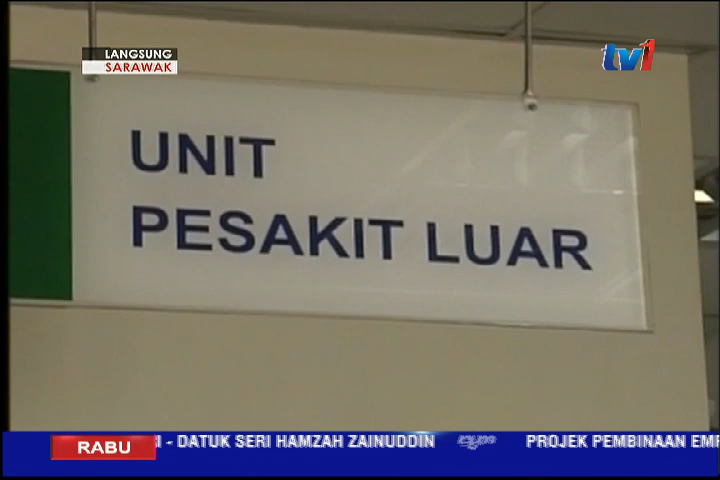 LANGSUNG
SARAWAK
tv1
UNIT
PESAKIT LUAR
RABU
- DATUK SERI HAMZAH ZAINUDDIN
PROJEK PEMBINAAN